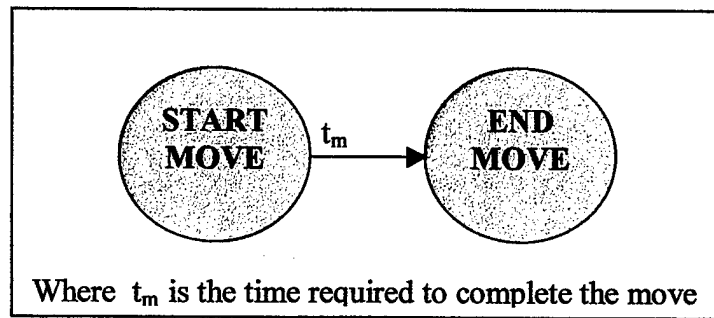 START
MOVE
t_m
END
MOVE
Where t_m is the time required to complete the move